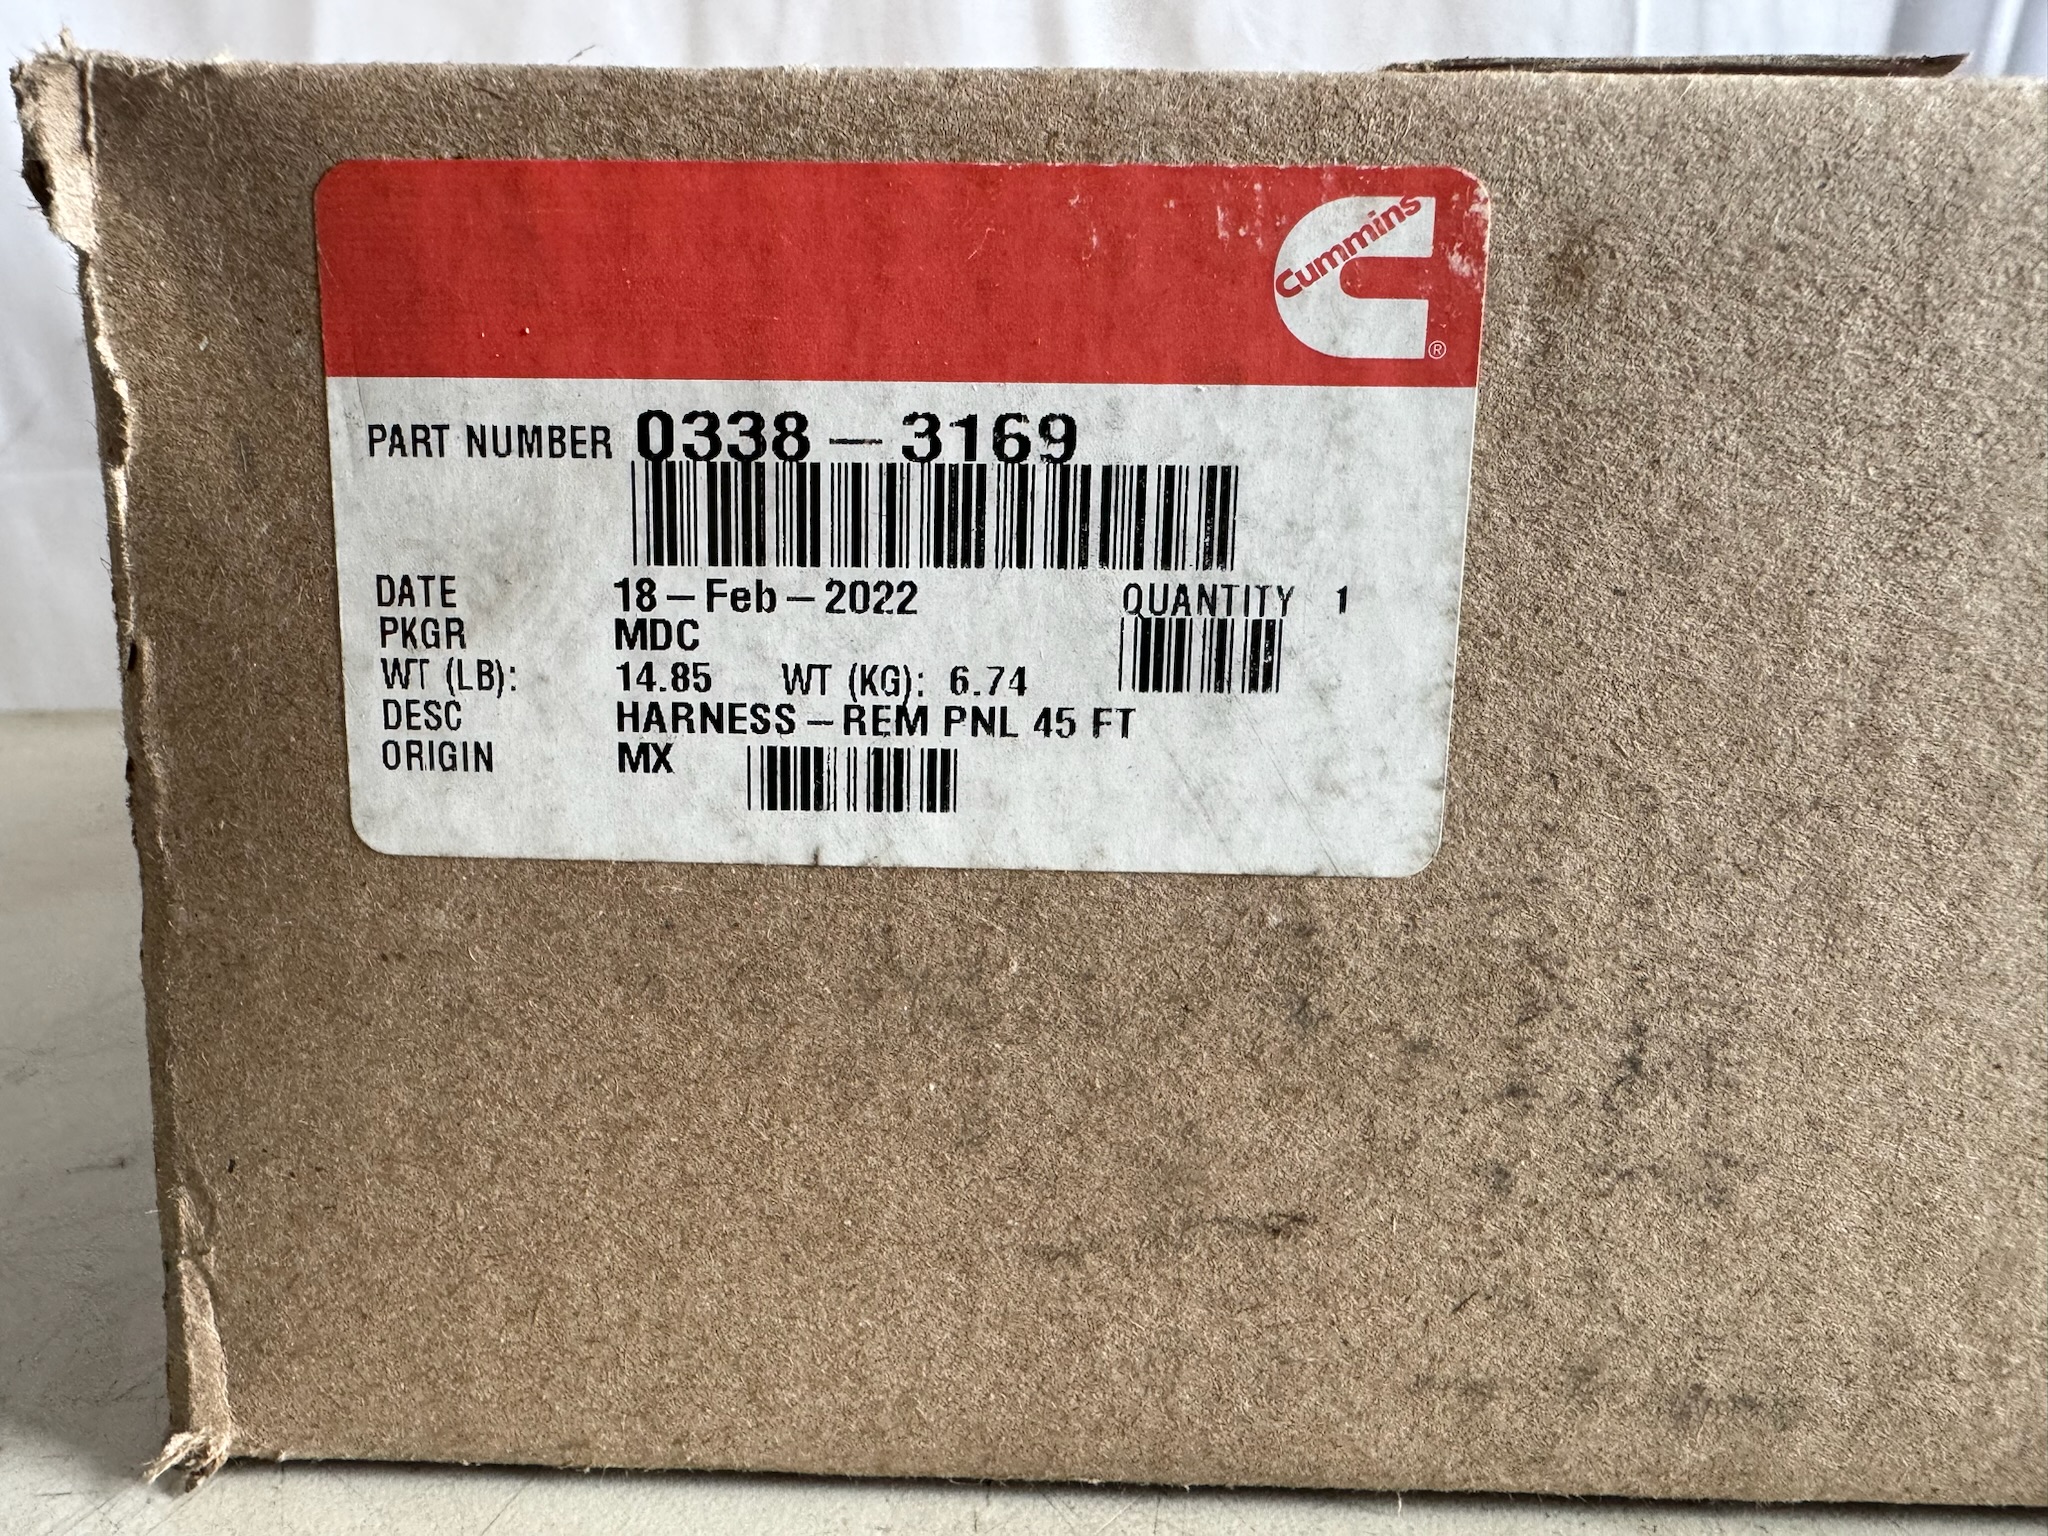 Cummins
®
PART NUMBER 0338-3169
DATE 18-Feb-2022 QUANTITY 1
PKGR MDC
WT (LB): 14.85 WT (KG): 6.74
DESC HARNESS-REM PNL 45 FT
ORIGIN MX